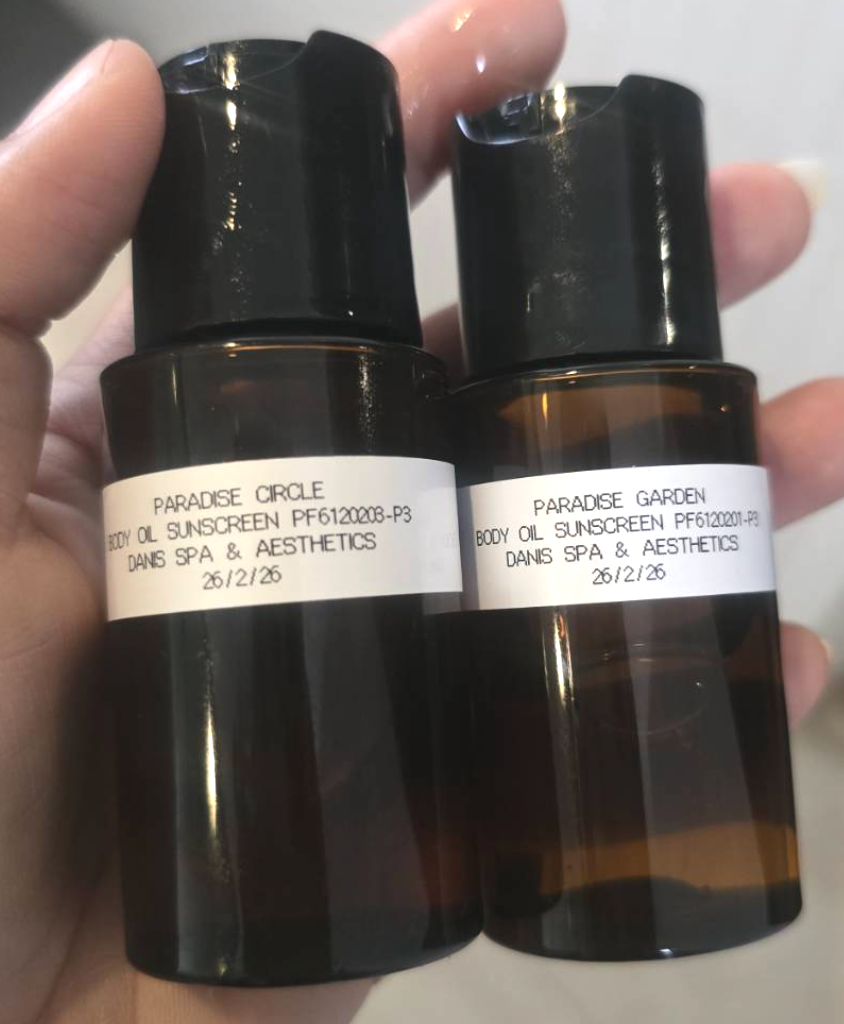 PARADISE CIRCLE
BODY OIL SUNSCREEN PF6120203-P3
DANIS SPA & AESTHETICS
26/2/26
PARADISE GARDEN
BODY OIL SUNSCREEN PF6120201-P3
DANIS SPA & AESTHETICS
26/2/26